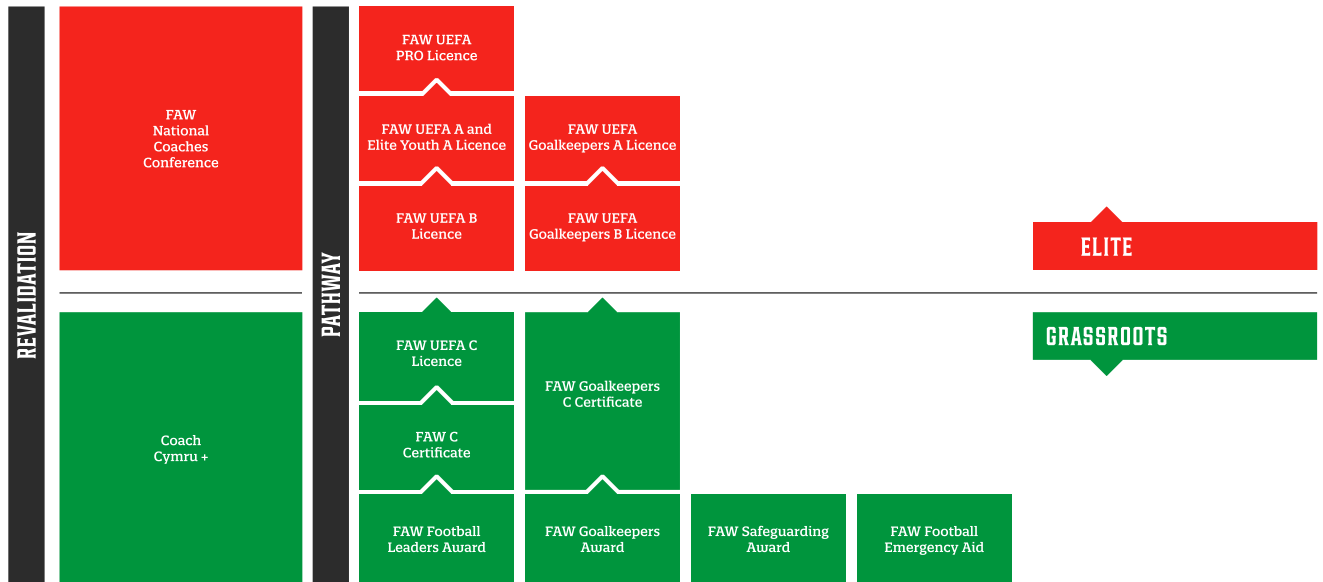 REVALIDATION
FAW
National
Coaches
Conference
Coach
Cymru +
PATHWAY
FAW UEFA
PRO Licence
FAW UEFA A and
Elite Youth A Licence
FAW UEFA
Goalkeepers A Licence
FAW UEFA B
Licence
FAW UEFA
Goalkeepers B Licence
ELITE
GRASSROOTS
FAW UEFA C
Licence
FAW Goalkeepers
C Certificate
FAW C
Certificate
FAW Football
Leaders Award
FAW Goalkeepers
Award
FAW Safeguarding
Award
FAW Football
Emergency Aid